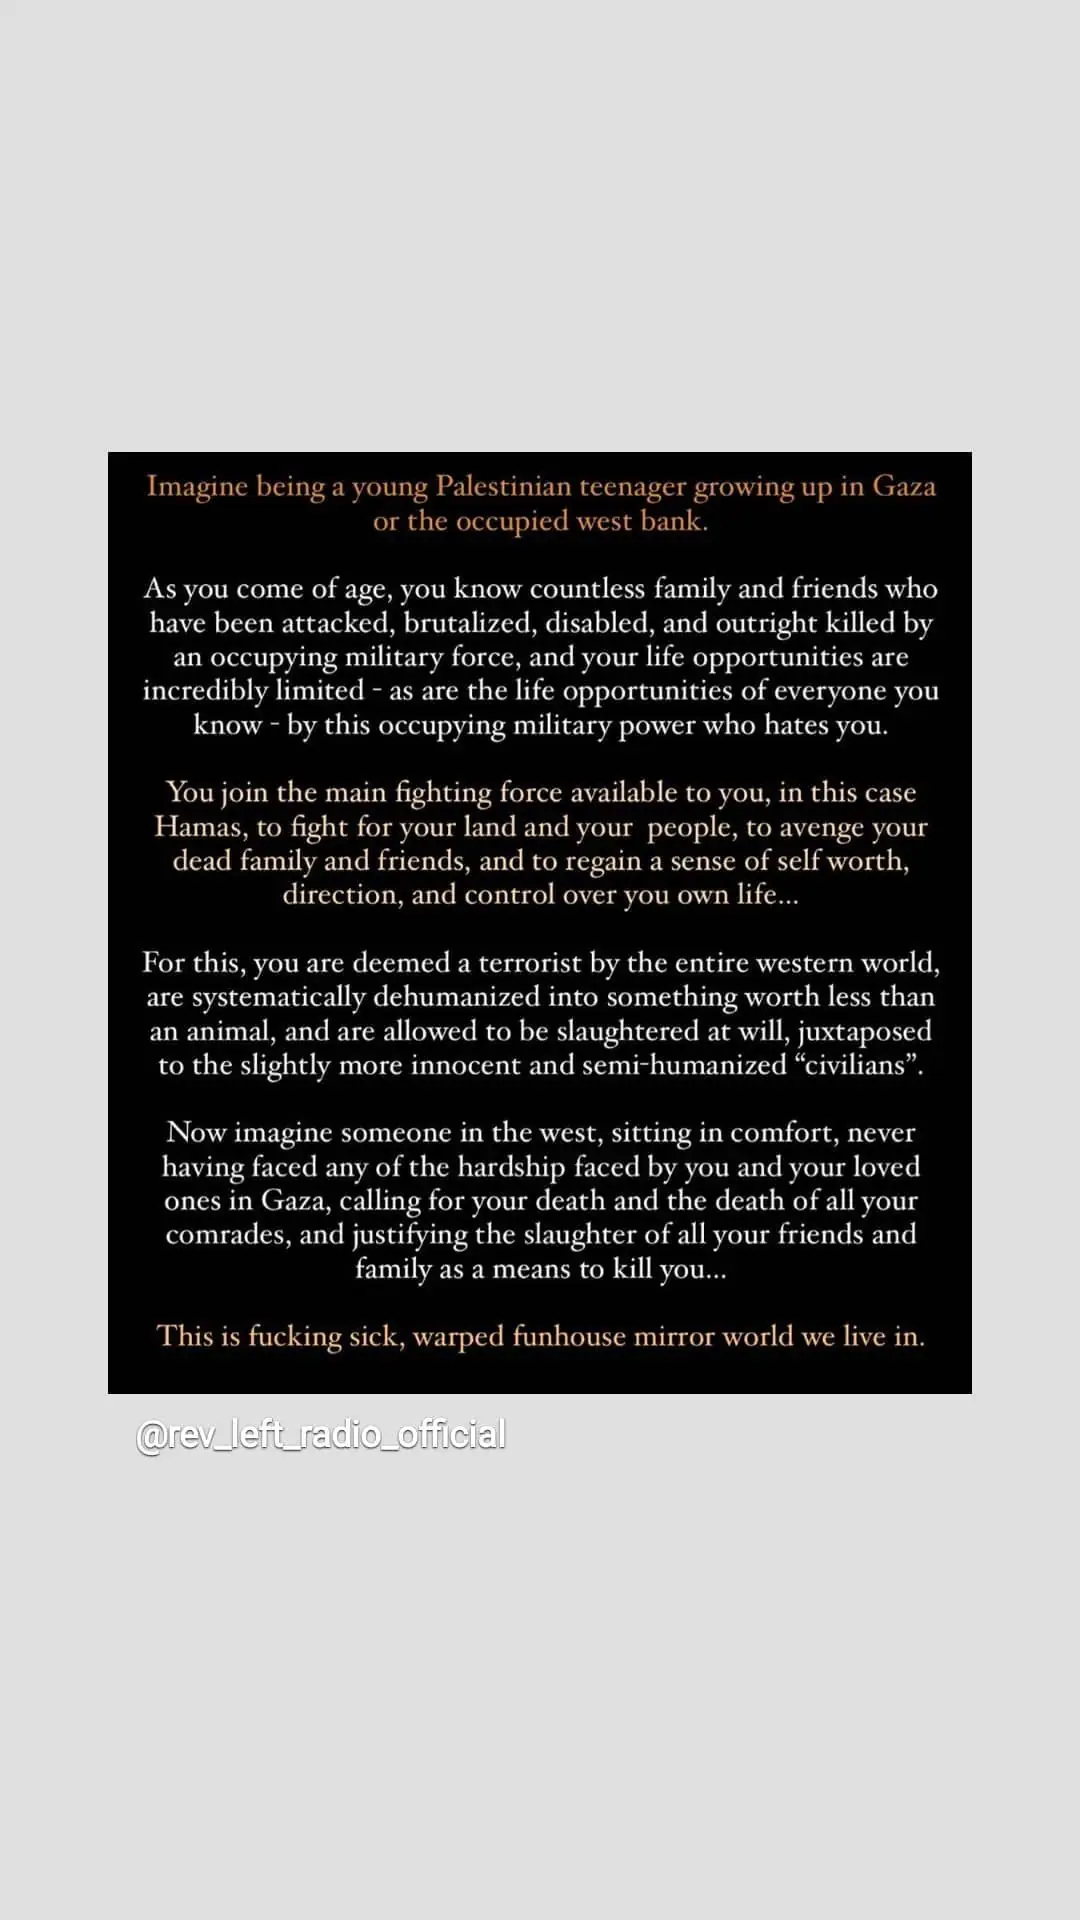 Imagine being a young Palestinian teenager growing up in Gaza
or the occupied west bank.
As you come of age, you know countless family and friends who
have been attacked, brutalized, disabled, and outright killed by
an occupying military force, and your life opportunities are
incredibly limited - as are the life opportunities of everyone you
know - by this occupying military power who hates you.
You join the main fighting force available to you, in this case
Hamas, to fight for your land and your  people, to avenge your
dead family and friends, and to regain a sense of self worth,
direction, and control over you own life...
For this, you are deemed a terrorist by the entire western world,
are systematically dehumanized into something worth less than
an animal, and are allowed to be slaughtered at will, juxtaposed
to the slightly more innocent and semi-humanized “civilians”.
Now imagine someone in the west, sitting in comfort, never
having faced any of the hardship faced by you and your loved
ones in Gaza, calling for your death and the death of all your
comrades, and justifying the slaughter of all your friends and
family as a means to kill you...
This is fucking sick, warped funhouse mirror world we live in.
@rev_left_radio_official